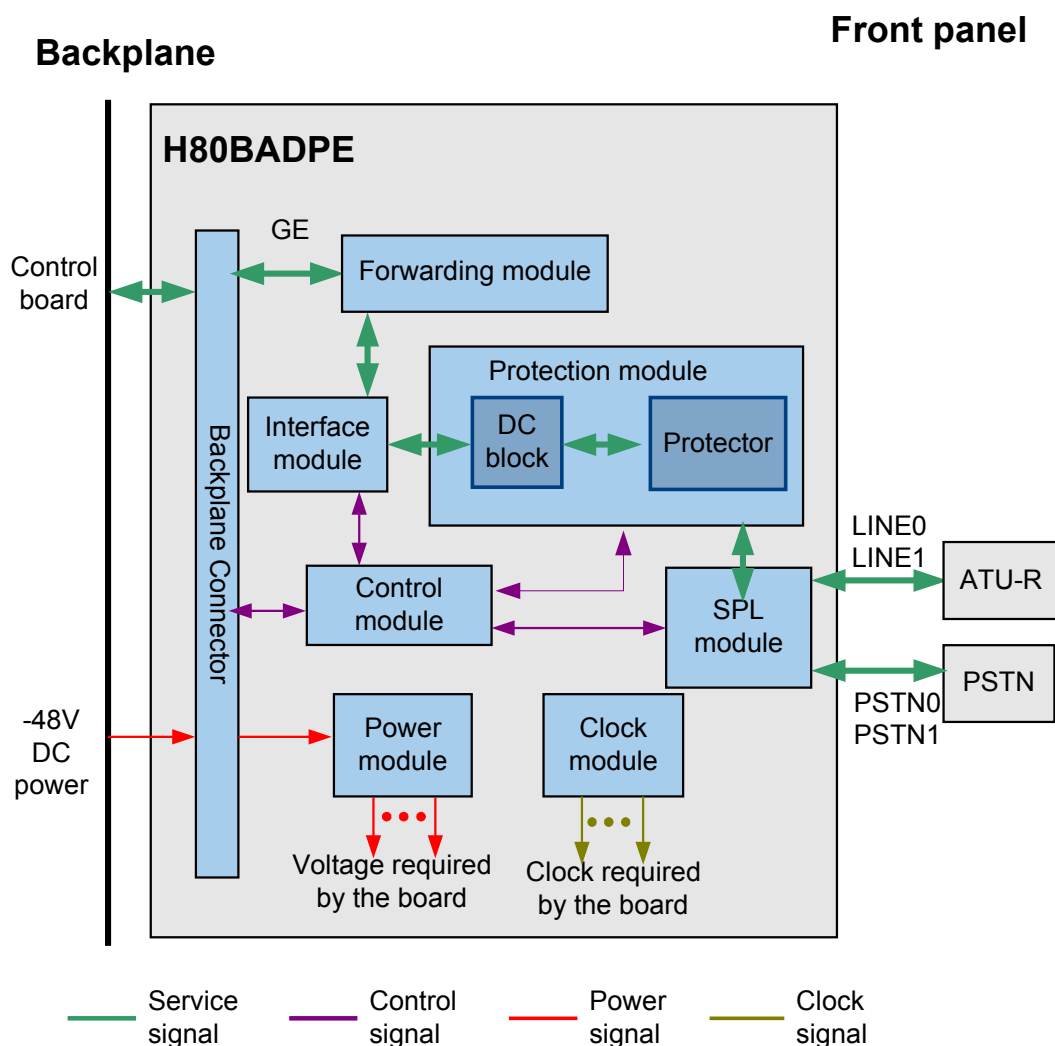 Backplane
Front panel
H80BADPE
GE
Control
board
Forwarding module
Protection module
Interface
module
DC
block
Protector
Backplane Connector
LINE0
LINE1
ATU-R
Control
module
SPL
module
PSTN
PSTN0
PSTN1
-48V
DC
power
Power
module
Clock
module
Voltage required
by the board
Clock required
by the board
Service
signal
Control
signal
Power
signal
Clock
signal